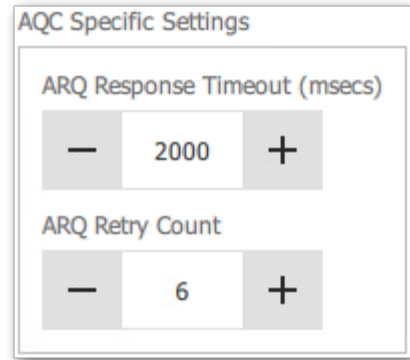 AQC Specific Settings
ARQ Response Timeout (msecs)
− 2000 +
ARQ Retry Count
− 6 +